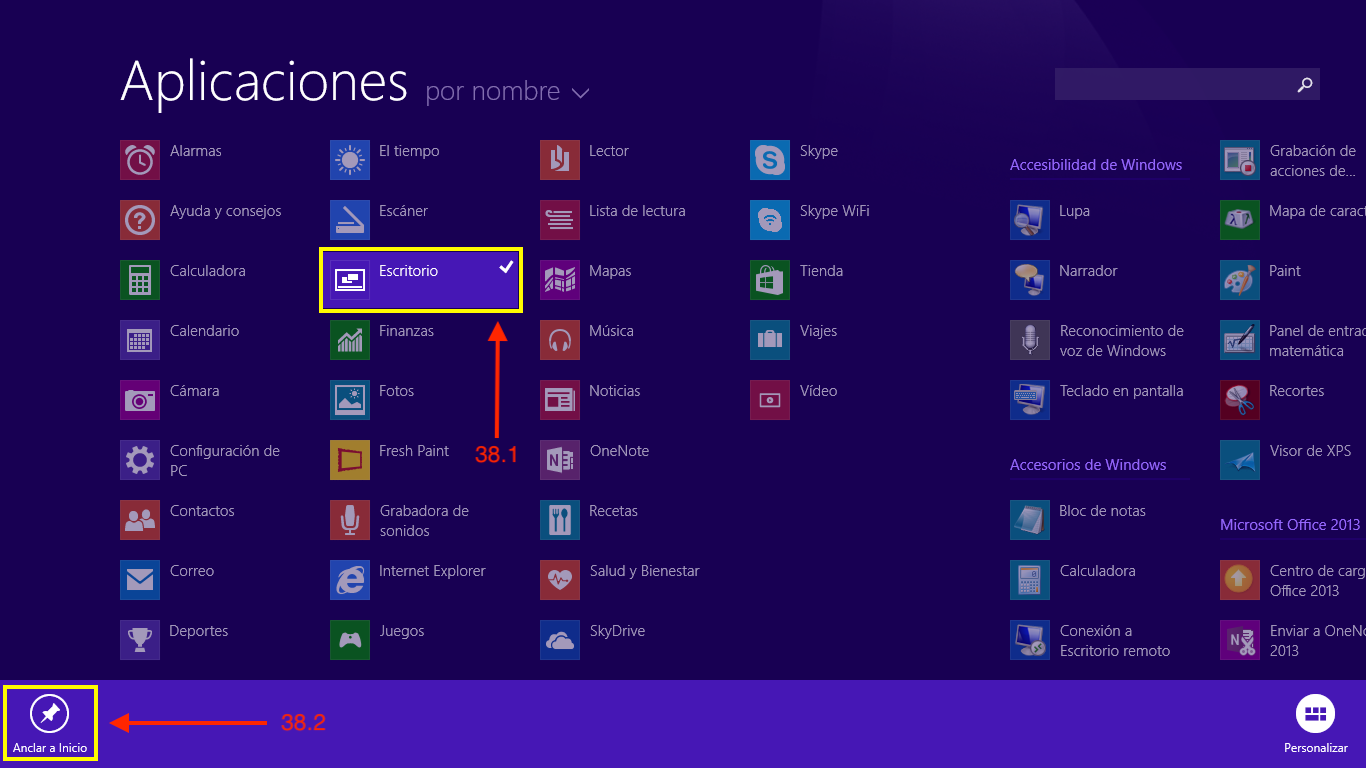 Aplicaciones por nombre
Alarmas
Ayuda y consejos
Calculadora
Calendario
Cámara
Configuración de
PC
Contactos
Correo
Deportes
El tiempo
Escáner
Escritorio
Finanzas
Fotos
Fresh Paint
Grabadora de
sonidos
Internet Explorer
Juegos
Lector
Lista de lectura
Mapas
Música
Noticias
OneNote
Recetas
Salud y Bienestar
SkyDrive
Skype
Skype WiFi
Tienda
Viajes
Vídeo
Accesibilidad de Windows
Lupa
Narrador
Reconocimiento de
voz de Windows
Teclado en pantalla
Accesorios de Windows
Bloc de notas
Calculadora
Conexión a
Escritorio remoto
Grabación de
acciones de...
Mapa de caract
Paint
Panel de entrad
matemática
Recortes
Visor de XPS
Microsoft Office 2013
Centro de carg
Office 2013
Enviar a OneNo
2013
38.1
38.2
Anclar a Inicio
Personalizar